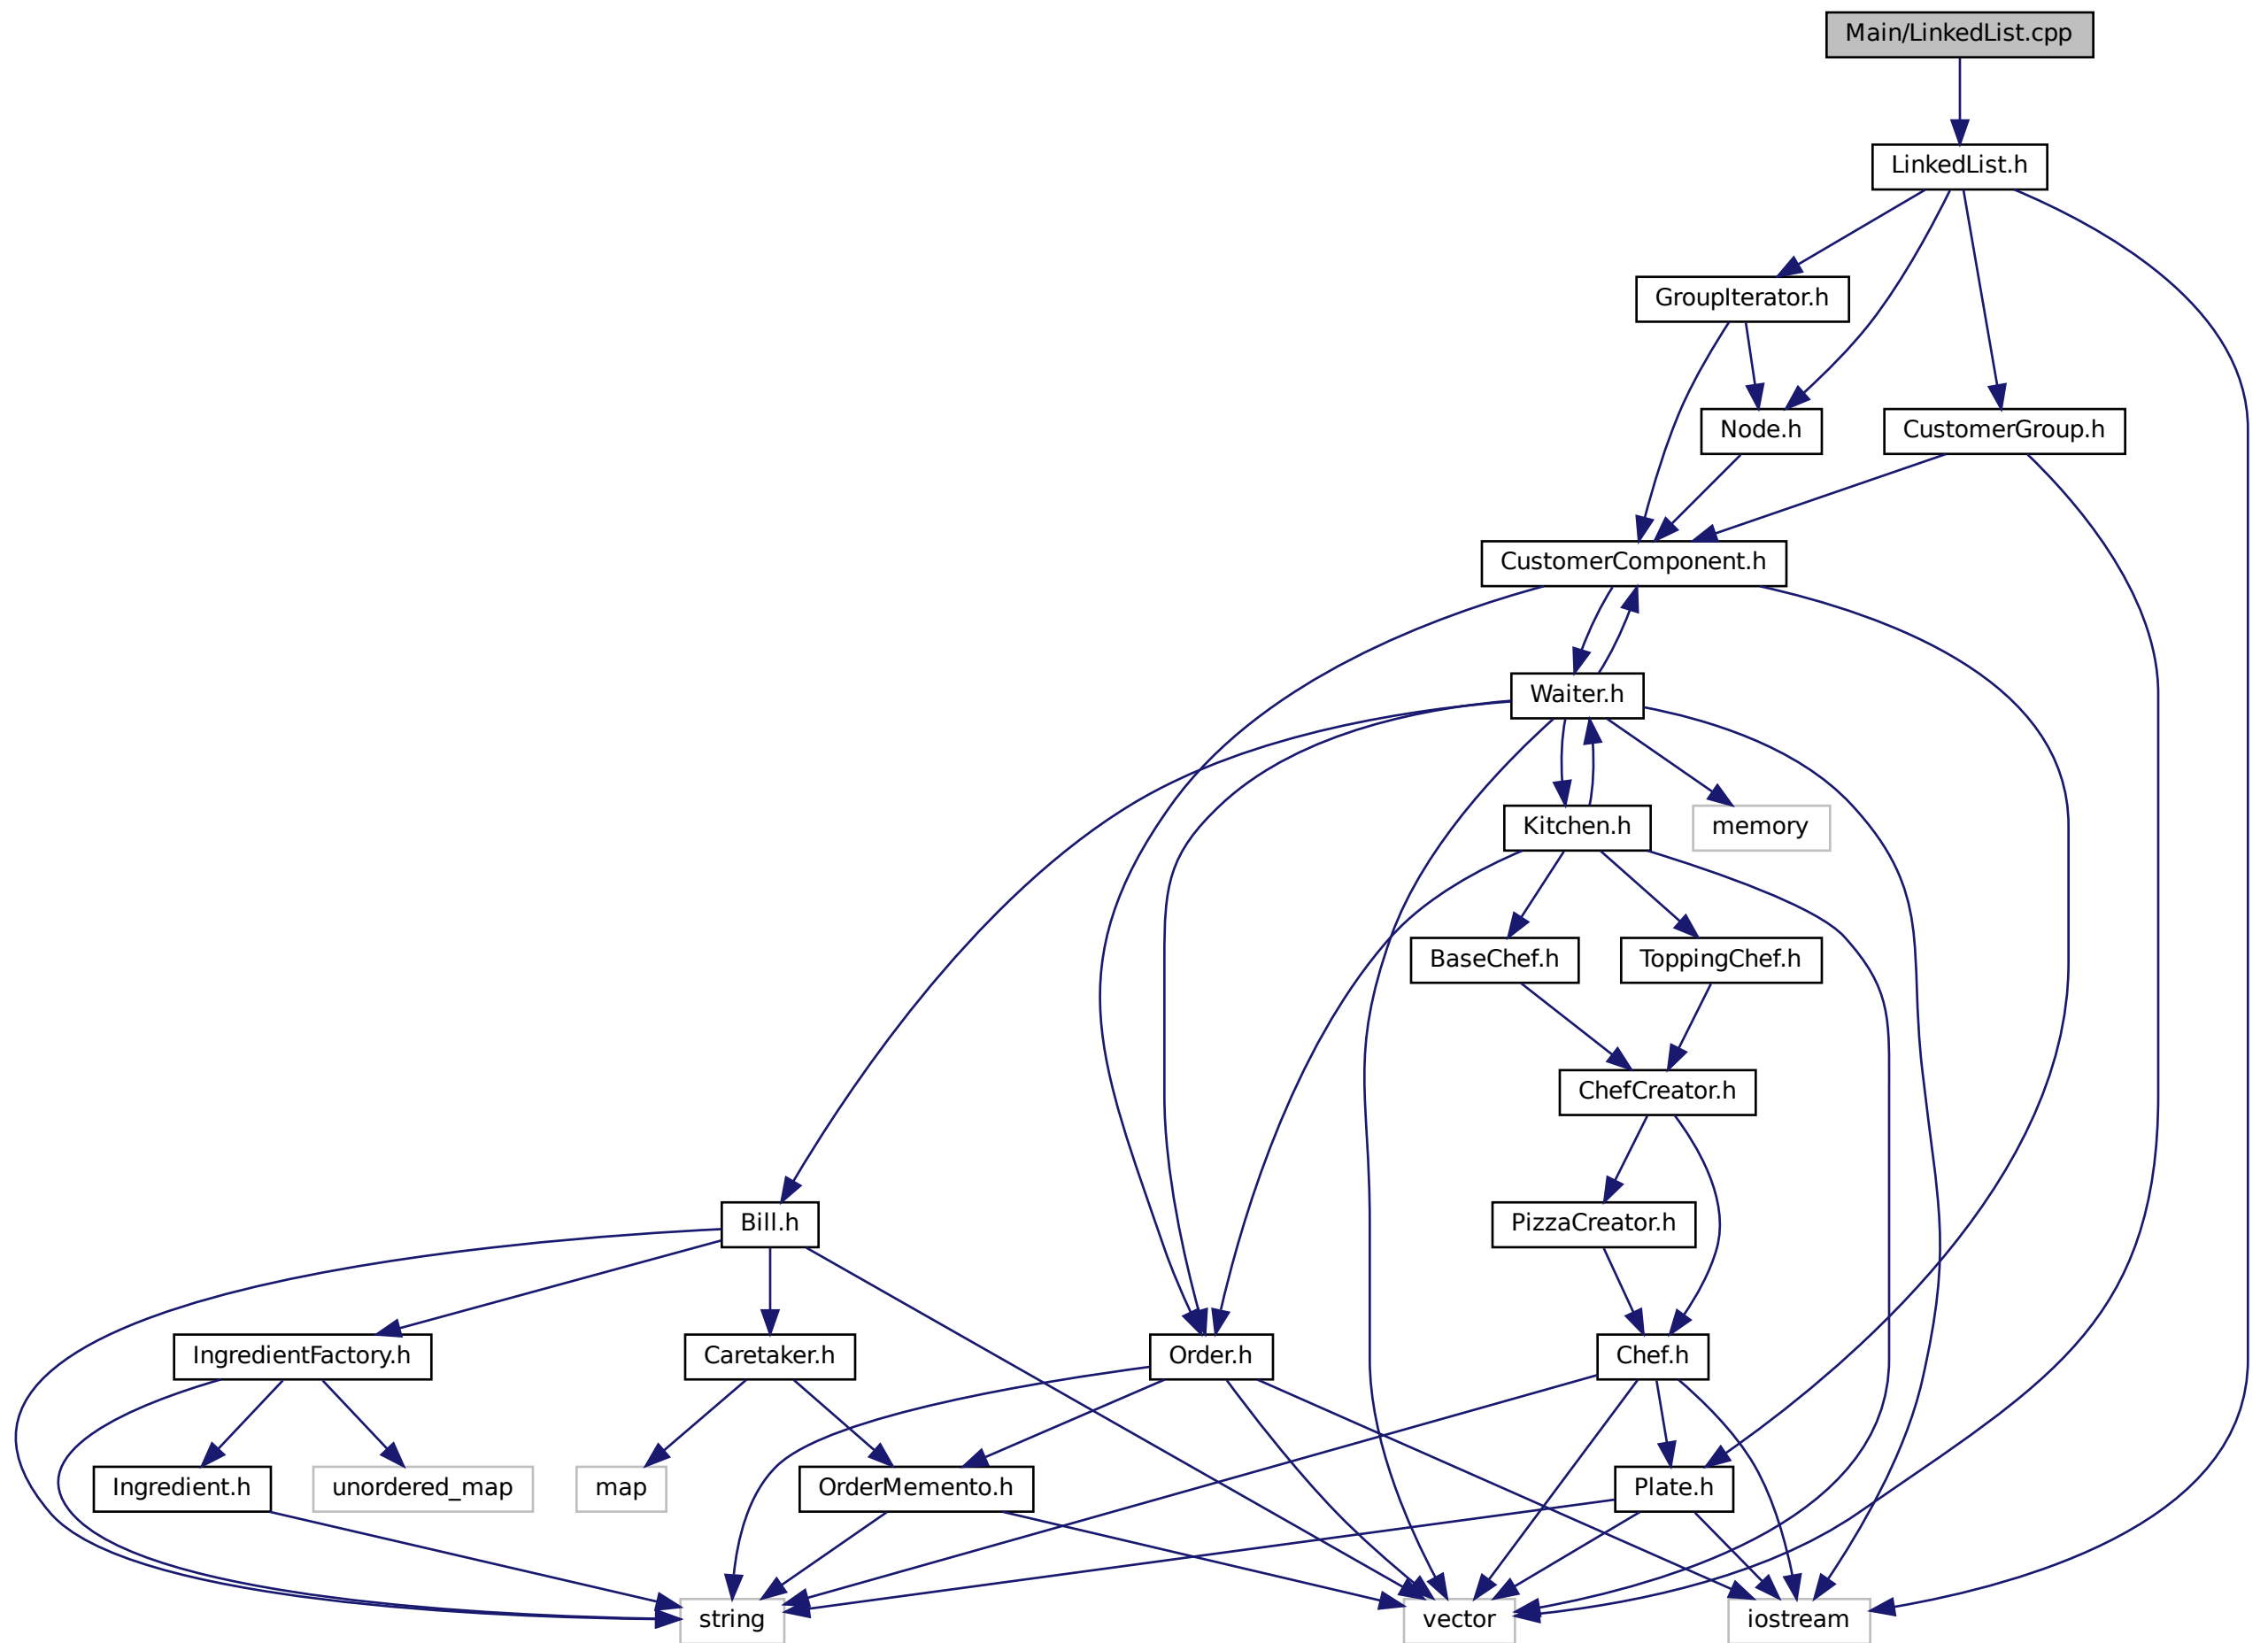 Main/LinkedList.cpp
LinkedList.h
GroupIterator.h
Node.h
CustomerGroup.h
CustomerComponent.h
Waiter.h
Kitchen.h
memory
BaseChef.h
ToppingChef.h
ChefCreator.h
Bill.h
PizzaCreator.h
IngredientFactory.h
Caretaker.h
Order.h
Chef.h
Ingredient.h
unordered_map
map
OrderMemento.h
Plate.h
string
vector
iostream